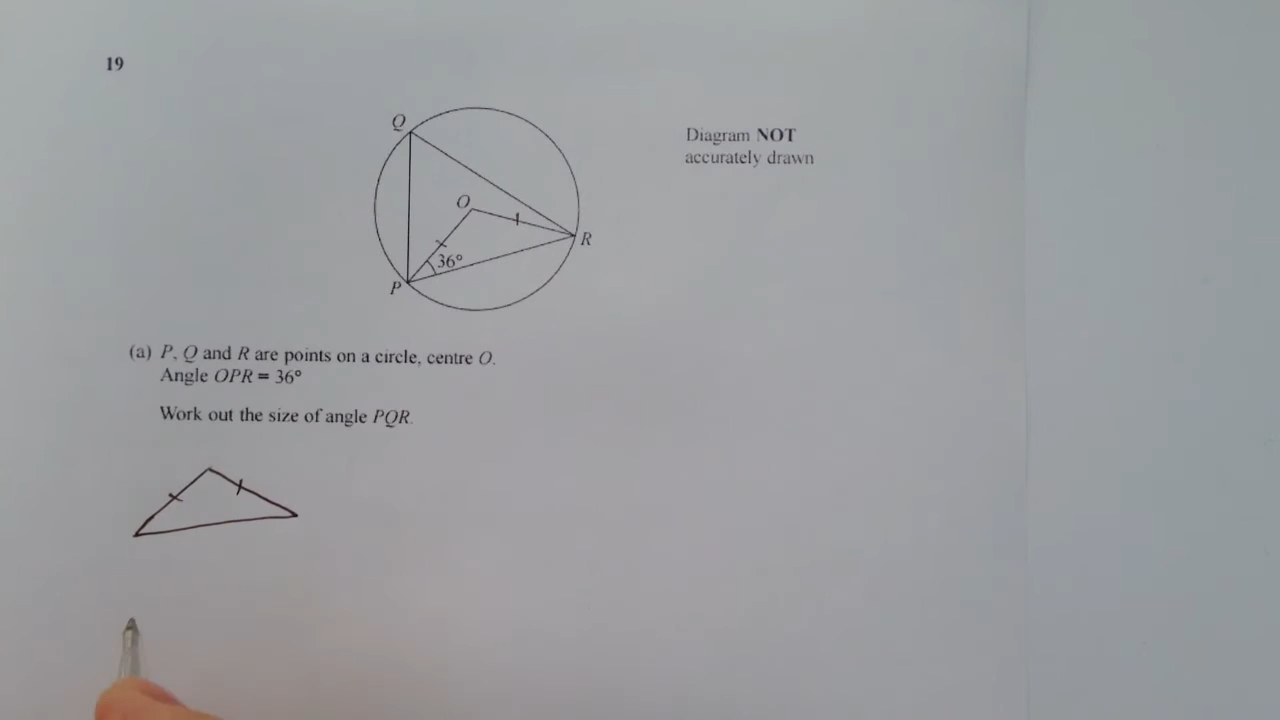 19
Q
Diagram NOT
accurately drawn
O
R
36°
P
(a) P, Q and R are points on a circle, centre O.
Angle OPR = 36°
Work out the size of angle PQR.